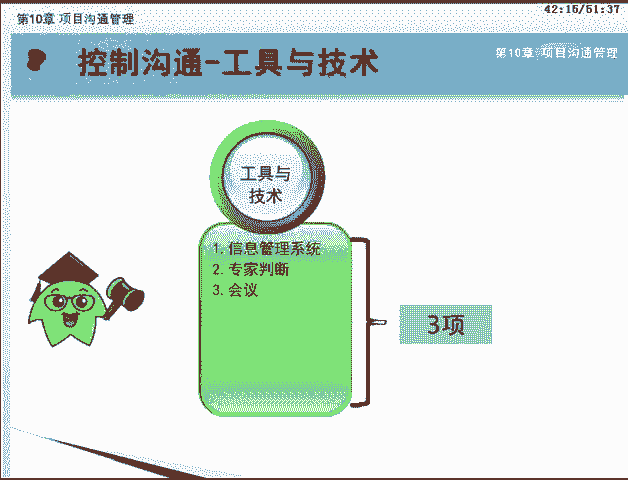 42:15/51:37
第10章 项目沟通管理
控制沟通-工具与技术
第10章 项目沟通管理
工具与
技术
1.信息管理系统
2.专家判断
3.会议
3项